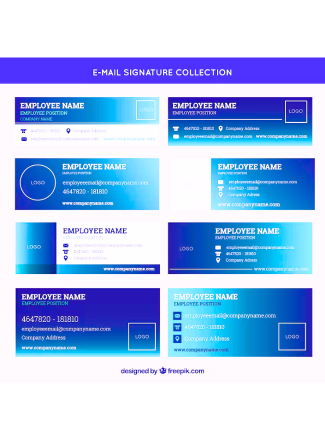 E-MAIL SIGNATURE COLLECTION
EMPLOYEE NAME
EMPLOYEE POSITION
COMPANY NAME
LOGO
4647820 - 181810 Company Address
employeeemail@companyname.com www.companyname.com
EMPLOYEE NAME
EMPLOYEE POSITION
LOGO
4647820 - 181810 Company Address
employeeemail@companyname.com www.companyname.com
LOGO
EMPLOYEE NAME
EMPLOYEE POSITION
employeeemail@companyname.com
4647820 - 181810
Company Address
www.companyname.com
EMPLOYEE NAME
EMPLOYEE POSITION
employeeemail@companyname.com
4647820 - 181810
Company Address
www.companyname.com
LOGO
EMPLOYEE NAME
EMPLOYEE POSITION
employeeemail@companyname.com
4647820 - 181810
Company Address
www.companyname.com
LOGO
EMPLOYEE NAME
EMPLOYEE POSITION
employeeemail@companyname.com
4647820 - 181810
Company Address
www.companyname.com
EMPLOYEE NAME
EMPLOYEE POSITION
4647820 - 181810
employeeemail@companyname.com
Company Address
www.companyname.com
LOGO
EMPLOYEE NAME
EMPLOYEE POSITION
employeeemail@companyname.com
4647820 - 181810
Company Address
www.companyname.com
LOGO
designed by freepik.com